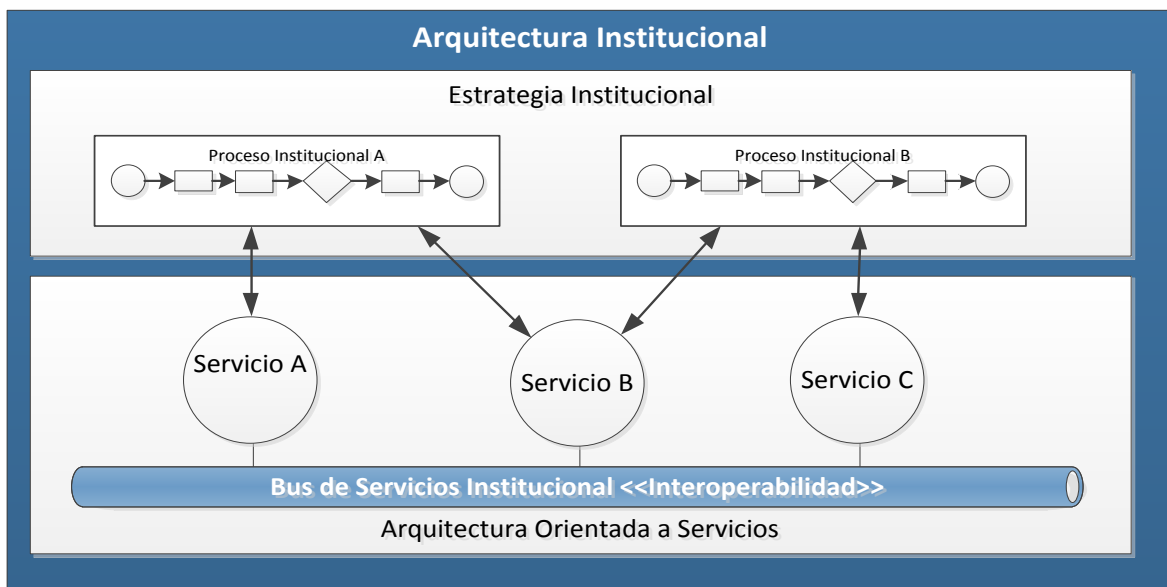 Arquitectura Institucional
Estrategia Institucional
Proceso Institucional A
Proceso Institucional B
Servicio A
Servicio B
Servicio C
Bus de Servicios Institucional <<Interoperabilidad>>
Arquitectura Orientada a Servicios